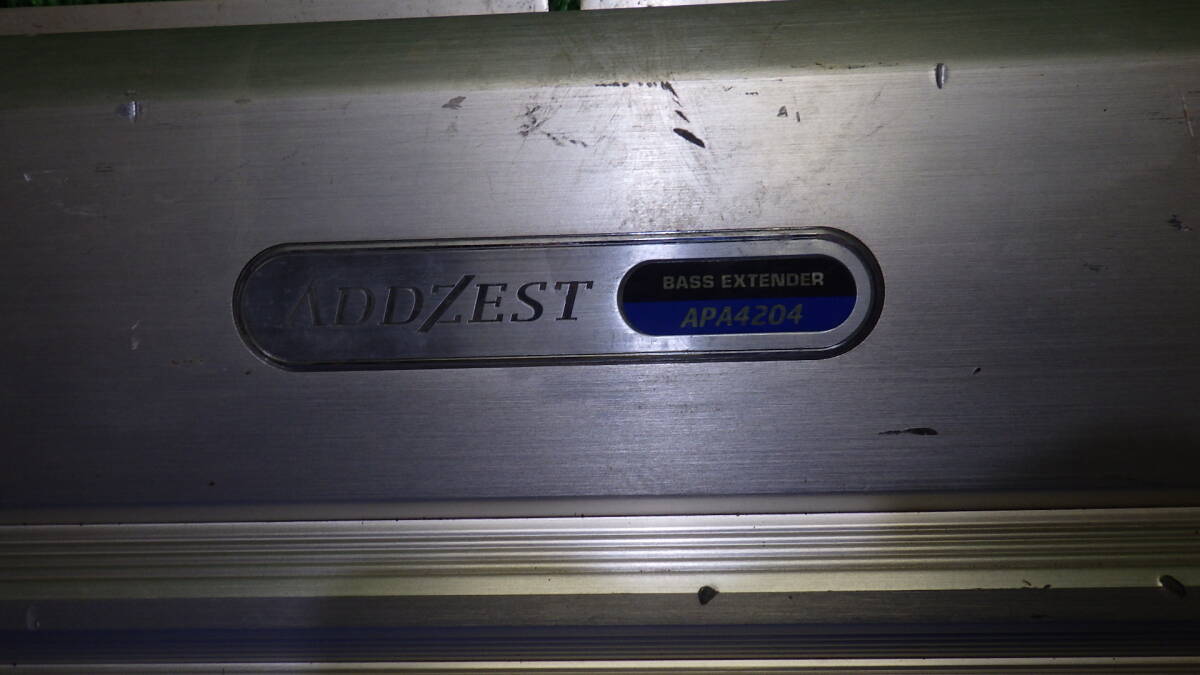 ADDZEST
BASS EXTENDER
APA4204